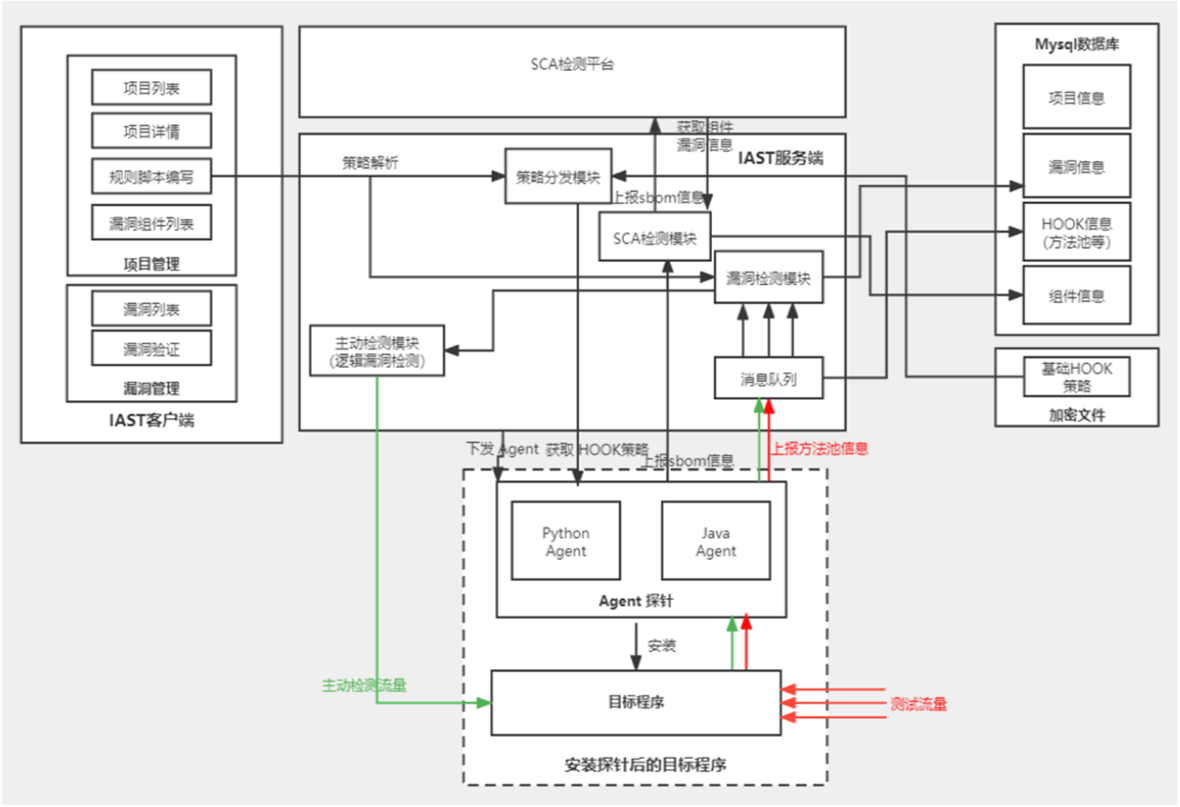 项目列表
项目详情
规则脚本编写
漏洞组件列表
项目管理
漏洞列表
漏洞验证
漏洞管理
IAST客户端
SCA检测平台
获取组件
漏洞信息
IAST服务端
策略解析
策略分发模块
上报sbom信息
SCA检测模块
漏洞检测模块
主动检测模块
(逻辑漏洞检测)
消息队列
Mysql数据库
项目信息
漏洞信息
HOOK信息
(方法池等)
组件信息
基础HOOK
策略
加密文件
下发 Agent
获取 HOOK策略
上报sbom信息
上报方法池信息
Python
Agent
Java
Agent
Agent 探针
安装
主动检测流量
目标程序
测试流量
安装探针后的目标程序